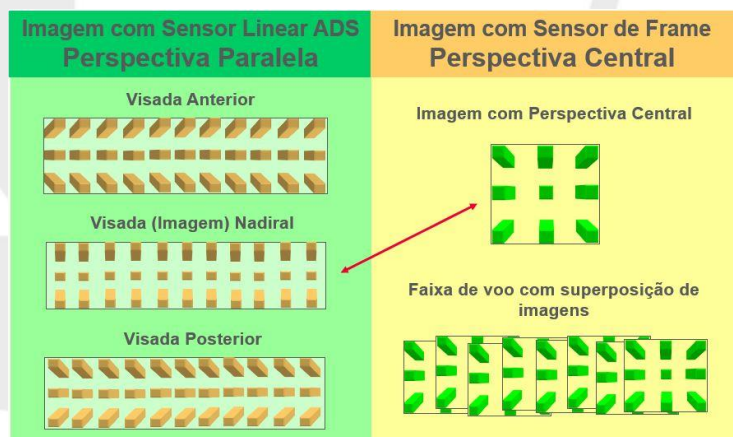 Imagem com Sensor Linear ADS
Perspectiva Paralela
Visada Anterior
Visada (Imagem) Nadiral
Visada Posterior
Imagem com Sensor de Frame
Perspectiva Central
Imagem com Perspectiva Central
Faixa de voo com superposição de
imagens